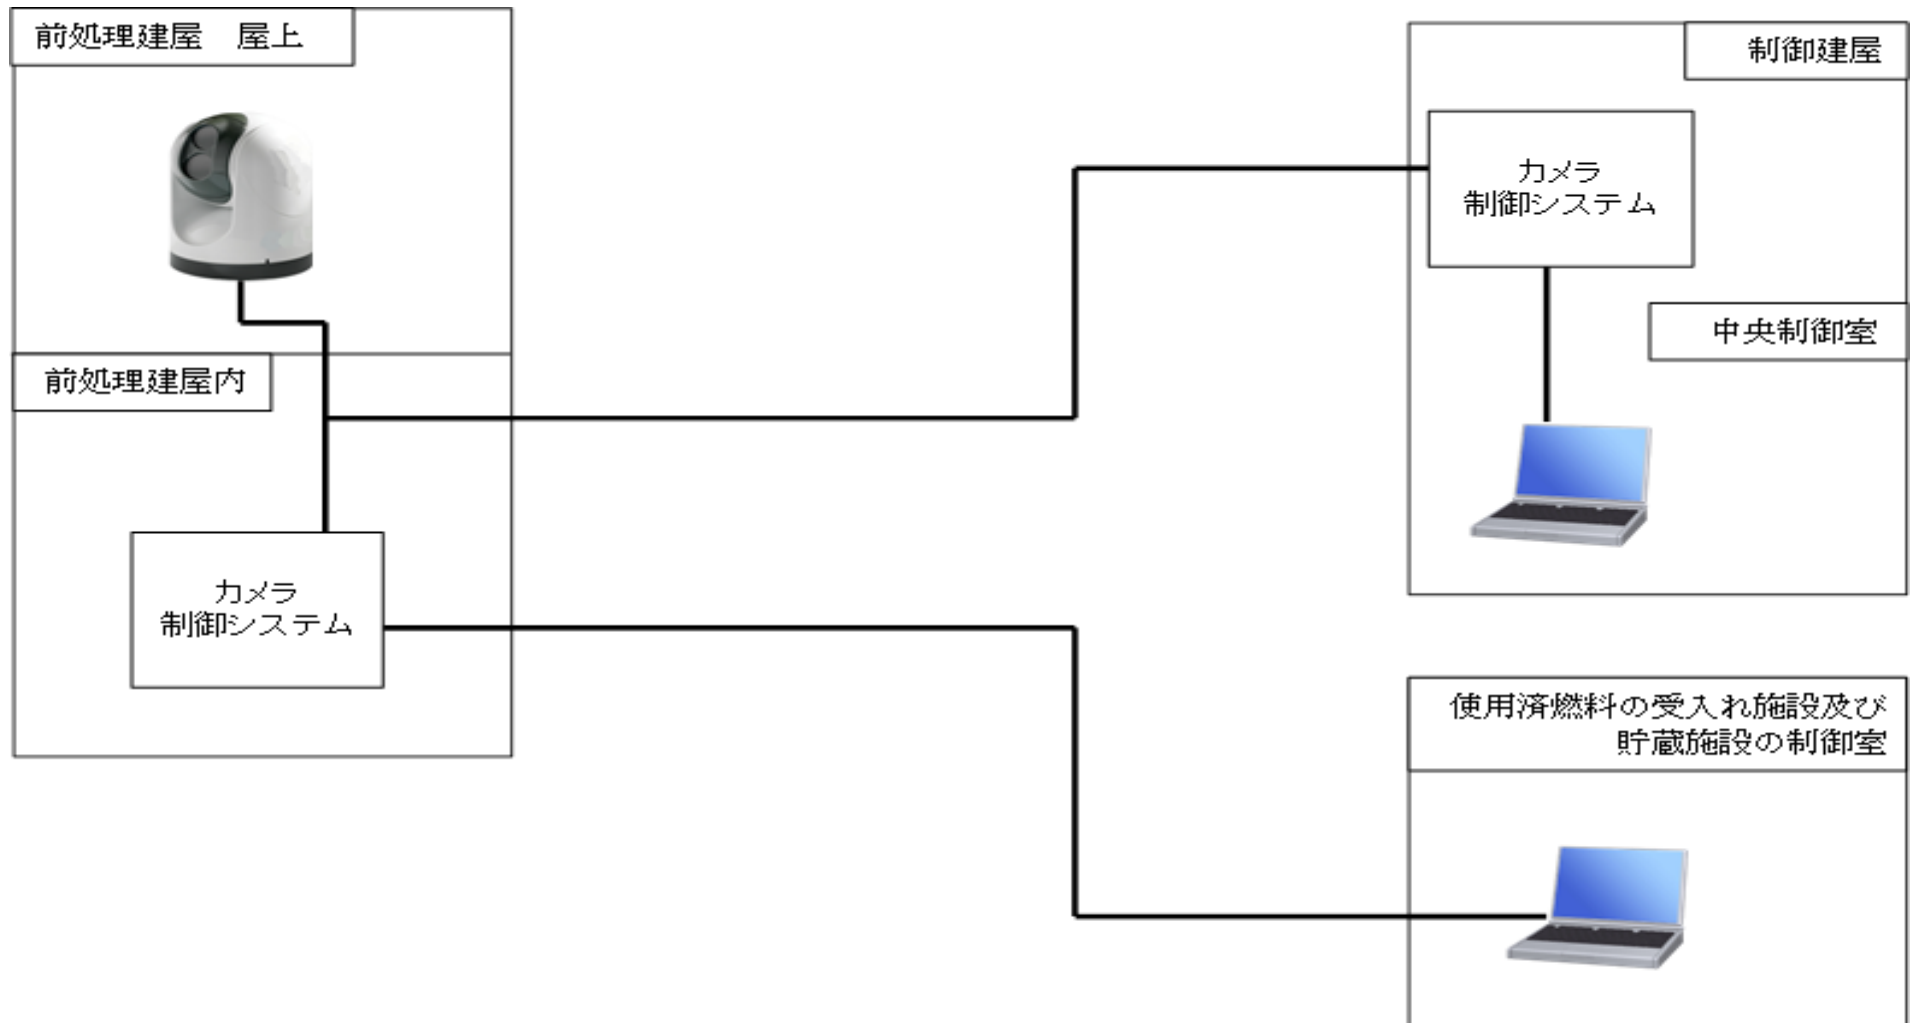 前処理建屋　屋上
制御建屋
カメラ
制御システム
中央制御室
前処理建屋内
カメラ
制御システム
使用済燃料の受入れ施設及び
貯蔵施設の制御室